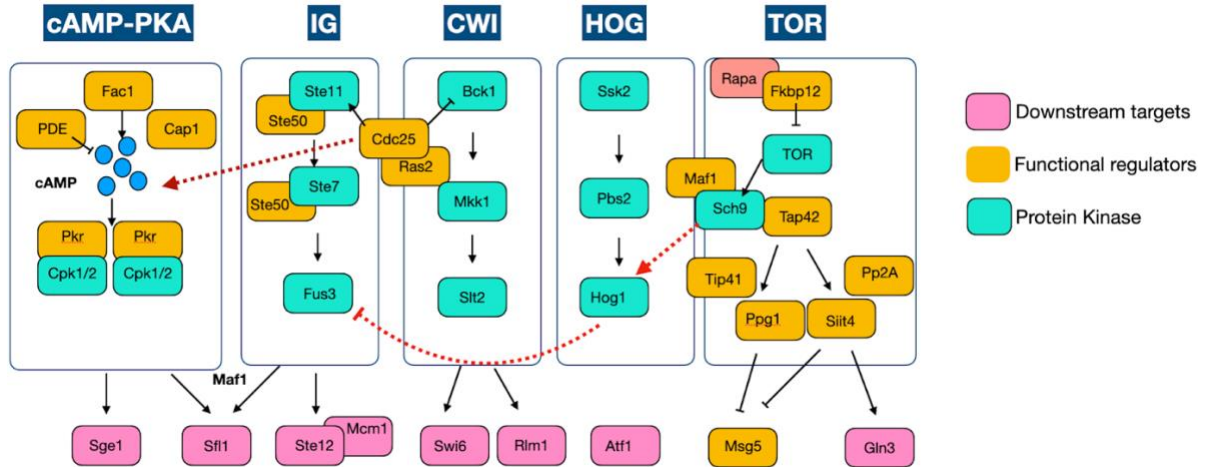 cAMP-PKA
IG
CWI
HOG
TOR
Fac1
PDE
Cap1
cAMP
Pkr
Pkr
Cpk1/2
Cpk1/2
Ste11
Ste50
Ste7
Ste50
Fus3
Cdc25
Ras2
Bck1
Mkk1
Slt2
Ssk2
Pbs2
Hog1
Rapa
Fkbp12
TOR
Maf1
Sch9
Tap42
Tip41
Pp2A
Ppg1
Siit4
Downstream targets
Functional regulators
Protein Kinase
Maf1
Sge1
Sfl1
Ste12
Mcm1
Swi6
Rlm1
Atf1
Msg5
Gln3